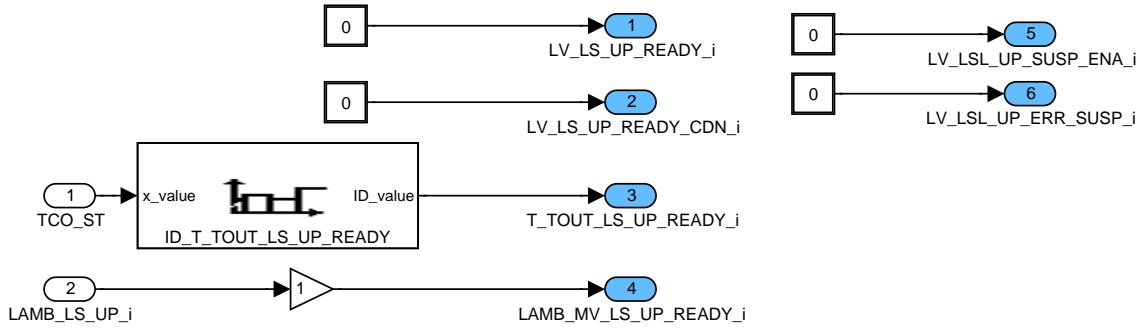 0
1
LV_LS_UP_READY_i
0
2
LV_LS_UP_READY_CDN_i
1
TCO_ST
x_value
ID_value
ID_T_TOUT_LS_UP_READY
3
T_TOUT_LS_UP_READY_i
2
LAMB_LS_UP_i
1
4
LAMB_MV_LS_UP_READY_i
0
5
LV_LSL_UP_SUSP_ENA_i
0
6
LV_LSL_UP_ERR_SUSP_i